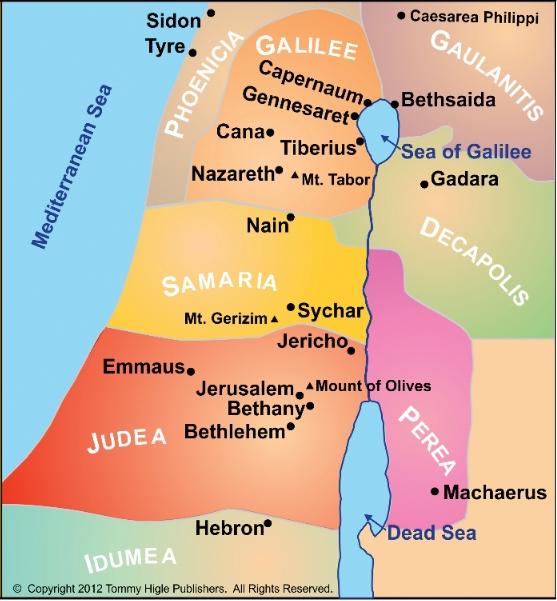 Sidon
Caesarea Philippi
Tyre
PHOENICIA
GALILEE
GAULANITIS
Capernaum
Gennesaret
Bethsaida
Mediterranean Sea
Cana
Tiberius
Sea of Galilee
Nazareth
Mt. Tabor
Gadara
Nain
DECAPOLIS
SAMARIA
Sychar
Mt. Gerizim
Jericho
Emmaus
Jerusalem
Mount of Olives
Bethany
Bethlehem
JUDEA
PEREA
Machaerus
Hebron
Dead Sea
IDUMEA
© Copyright 2012 Tommy Higle Publishers. All Rights Reserved.